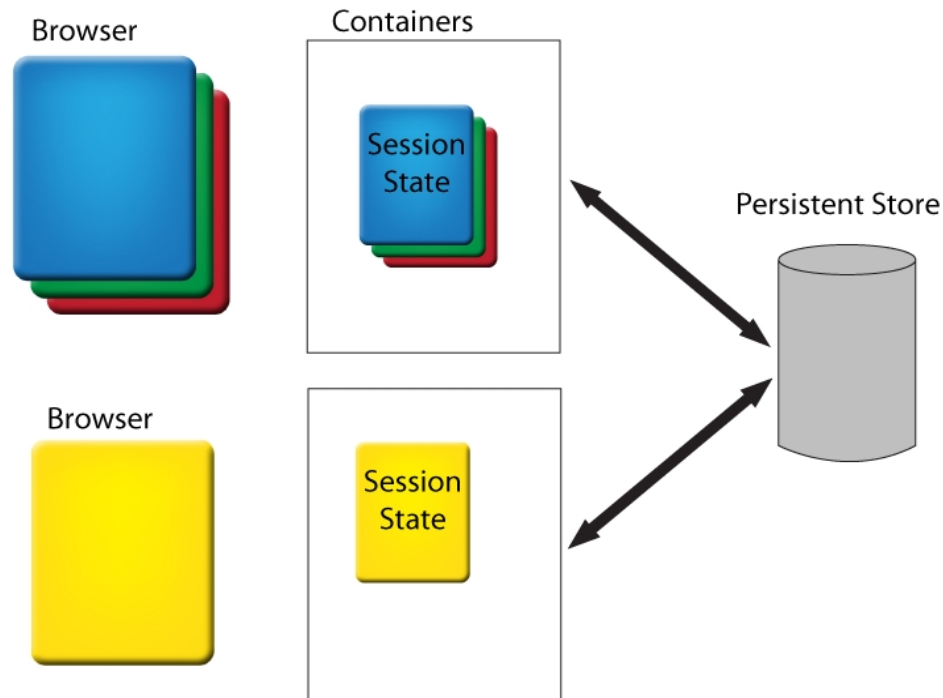 Browser
Containers
Session
State
Persistent Store
Browser
Session
State